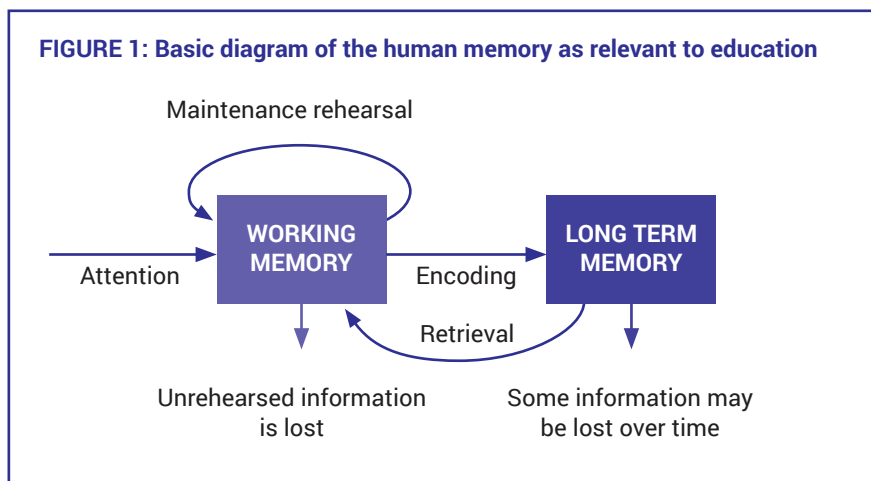 FIGURE 1: Basic diagram of the human memory as relevant to education
Maintenance rehearsal
WORKING
MEMORY
LONG TERM
MEMORY
Attention
Encoding
Retrieval
Unrehearsed information
is lost
Some information may
be lost over time